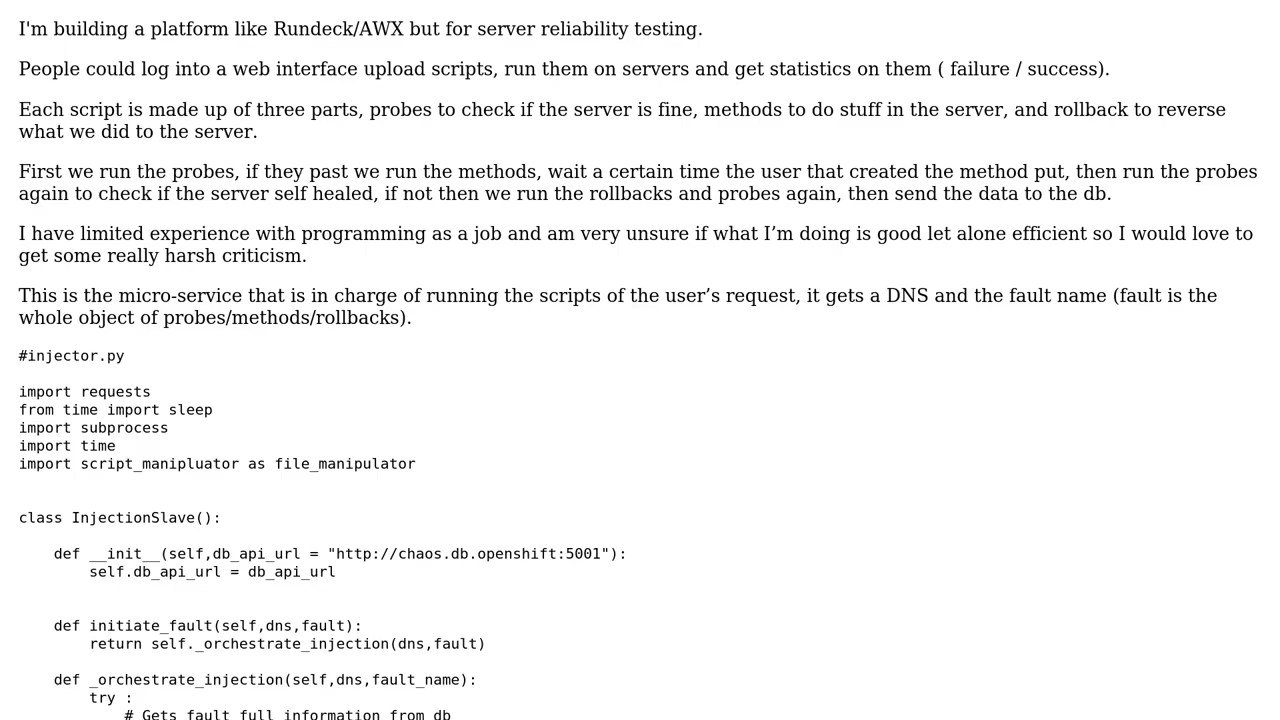 I'm building a platform like Rundeck/AWX but for server reliability testing.
People could log into a web interface upload scripts, run them on servers and get statistics on them ( failure / success).
Each script is made up of three parts, probes to check if the server is fine, methods to do stuff in the server, and rollback to reverse
what we did to the server.
First we run the probes, if they past we run the methods, wait a certain time the user that created the method put, then run the probes
again to check if the server self healed, if not then we run the rollbacks and probes again, then send the data to the db.
I have limited experience with programming as a job and am very unsure if what I’m doing is good let alone efficient so I would love to
get some really harsh criticism.
This is the micro-service that is in charge of running the scripts of the user’s request, it gets a DNS and the fault name (fault is the
whole object of probes/methods/rollbacks).
#injector.py
import requests
from time import sleep
import subprocess
import time
import script_manipluator as file_manipulator
class InjectionSlave():
def __init__(self,db_api_url = "http://chaos.db.openshift:5001"):
self.db_api_url = db_api_url
def initiate_fault(self,dns,fault):
return self._orchestrate_injection(dns,fault)
def _orchestrate_injection(self,dns,fault_name):
try :
# Gets fault full information from db